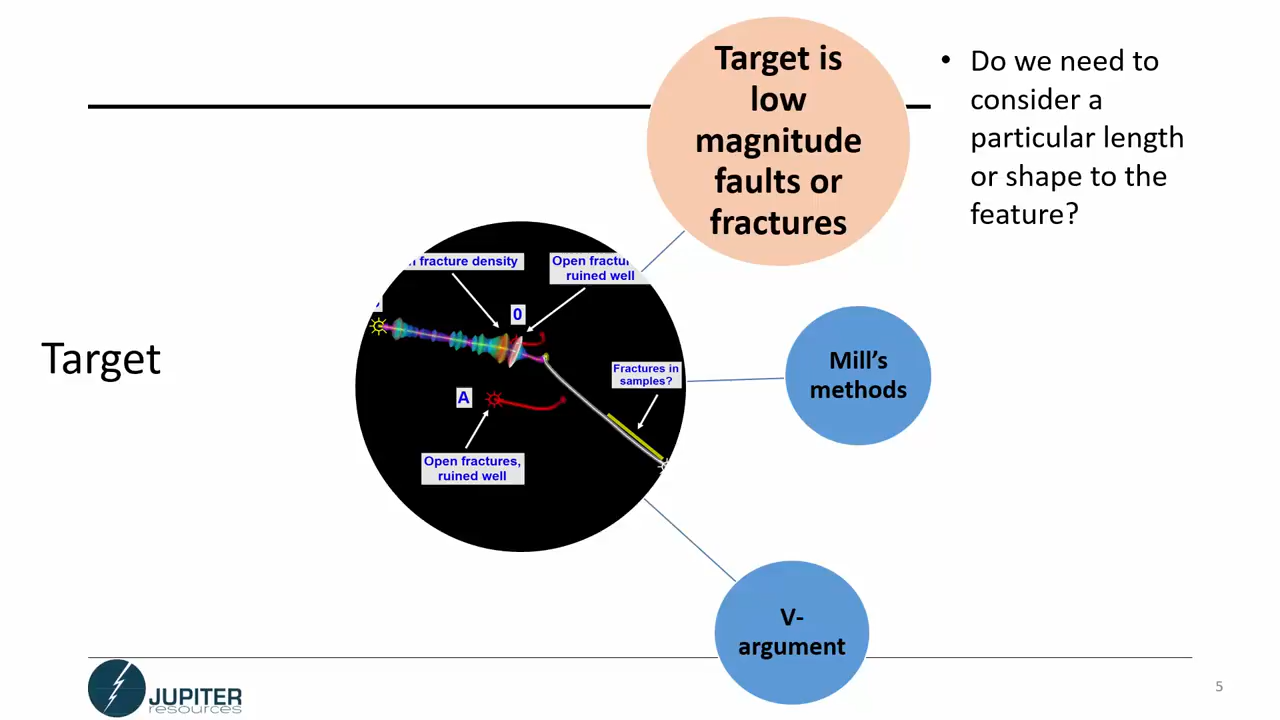 Target is
low
magnitude
faults or
fractures
• Do we need to
consider a
particular length
or shape to the
feature?
fracture density
Open
ruined well
0
Fractures in
samples?
A
Open fractures,
ruined well
Target
Mill's
methods
V-
argument
JUPITER
resources
5